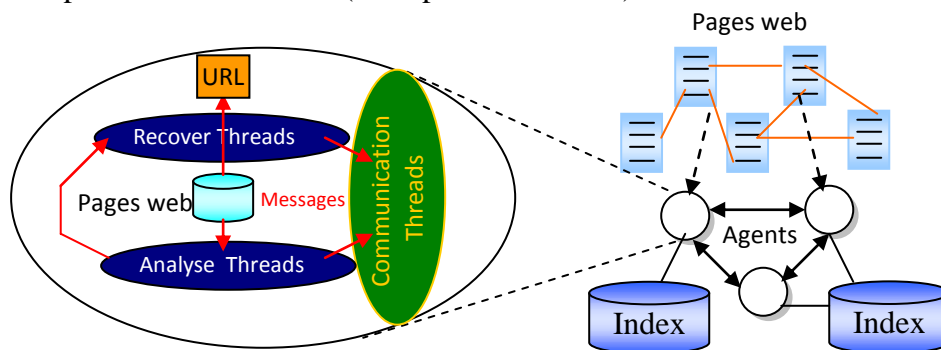 Pages web
URL
Recover Threads
Pages web
Messages
Analyse Threads
Communication
Threads
Agents
Index
Index